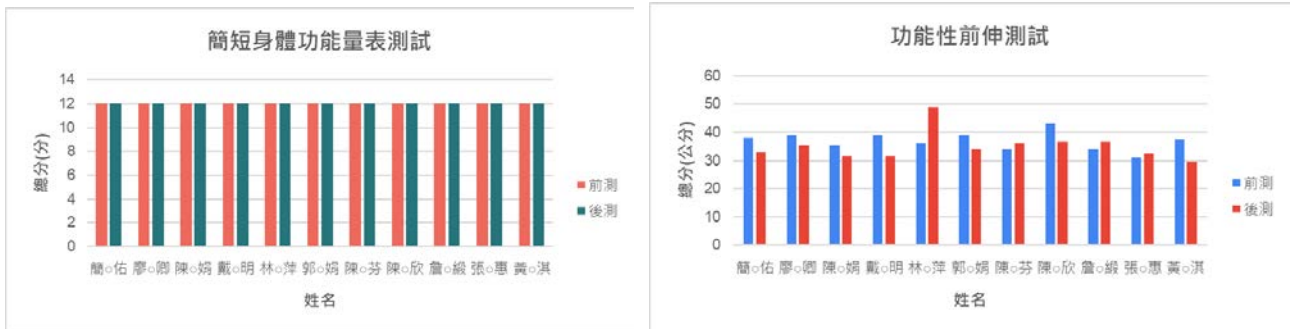 簡短身體功能量表測試
14
12
10
8
6
4
2
0
總分(分)
簡○佑 廖○卿 陳○娟 戴○明 林○萍 郭○娟 陳○芬 陳○欣 詹○緞 張○惠 黃○淇
姓名
前測
後測
功能性前伸測試
60
50
40
30
20
10
0
總分(公分)
簡○佑 廖○卿 陳○娟 戴○明 林○萍 郭○娟 陳○芬 陳○欣 詹○緞 張○惠 黃○淇
姓名
前測
後測